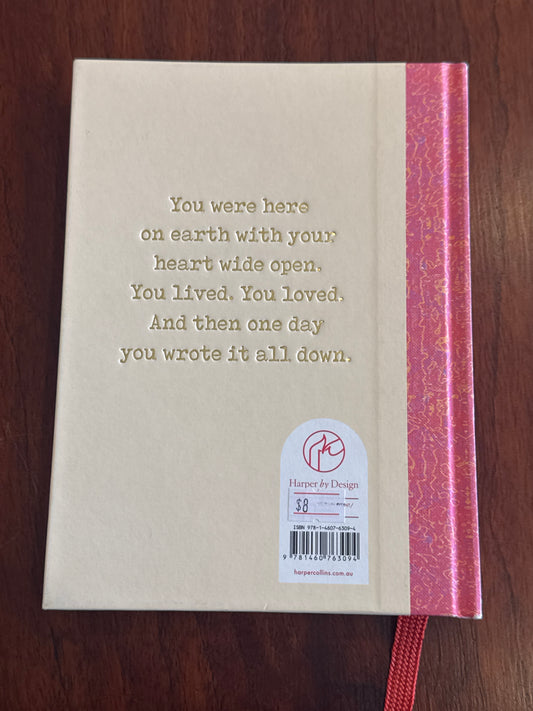 You were here
on earth with your
heart wide open.
You lived. You loved.
And then one day
you wrote it all down.
Harper by Design
$8
ISBN 978-1-4607-6309-4
9 781460 763094
harpercollins.com.au